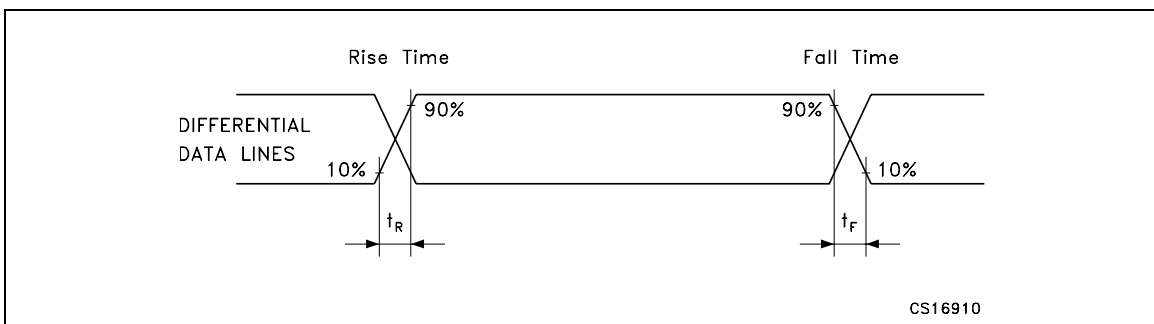 Rise Time
Fall Time
90%
90%
DIFFERENTIAL
DATA LINES
10%
10%
tR
tF
CS16910